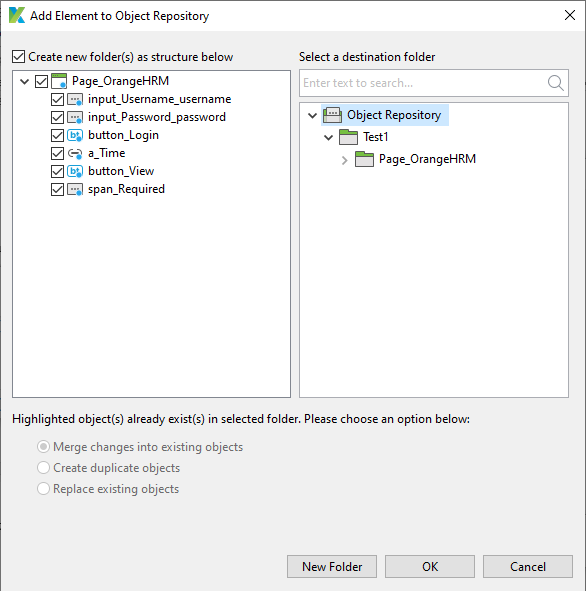 Add Element to Object Repository
Create new folder(s) as structure below
Page_OrangeHRM
input_Username_username
input_Password_password
button_Login
a_Time
button_View
span_Required
Select a destination folder
Enter text to search...
Object Repository
Test1
Page_OrangeHRM
Highlighted object(s) already exist(s) in selected folder. Please choose an option below:
Merge changes into existing objects
Create duplicate objects
Replace existing objects
New Folder
OK
Cancel